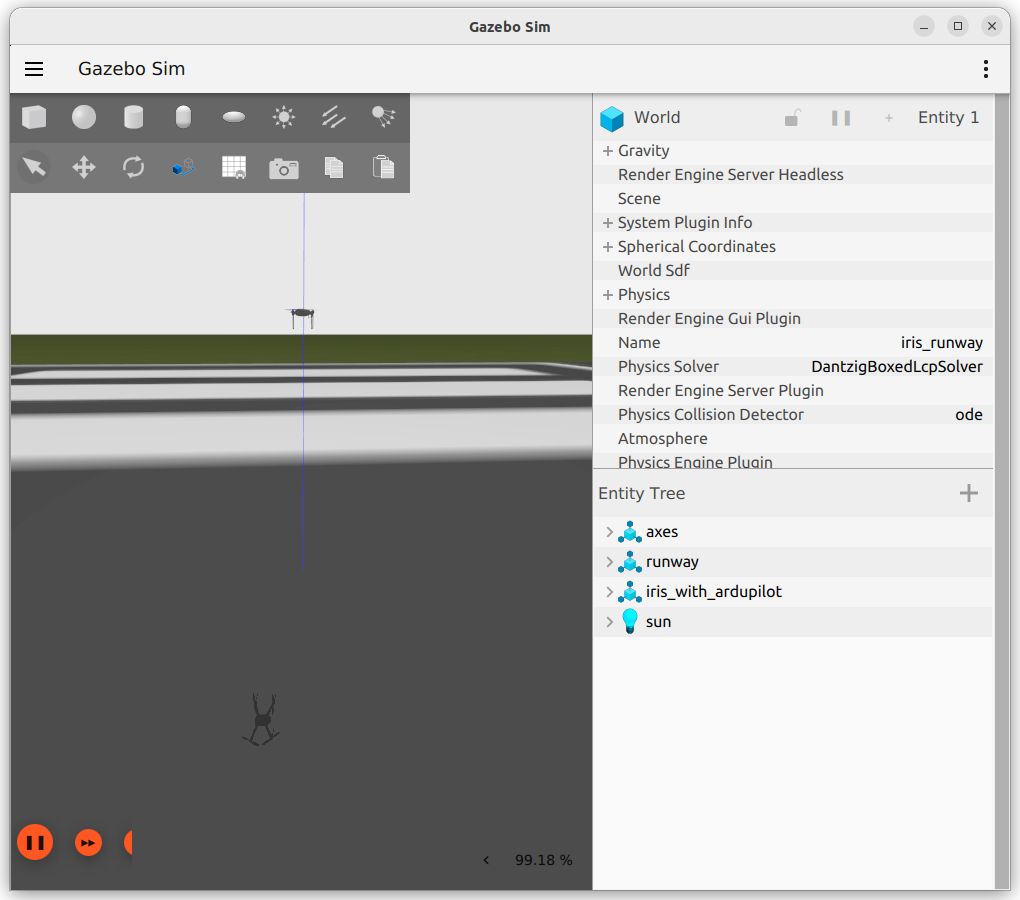 Gazebo Sim
Gazebo Sim
World
Entity 1
Gravity
Render Engine Server Headless
Scene
System Plugin Info
Spherical Coordinates
World Sdf
Physics
Render Engine Gui Plugin
Name iris_runway
Physics Solver DantzigBoxedLcpSolver
Render Engine Server Plugin
Physics Collision Detector ode
Atmosphere
Physics Engine Plugin
Entity Tree
axes
runway
iris_with_ardupilot
sun
99.18 %